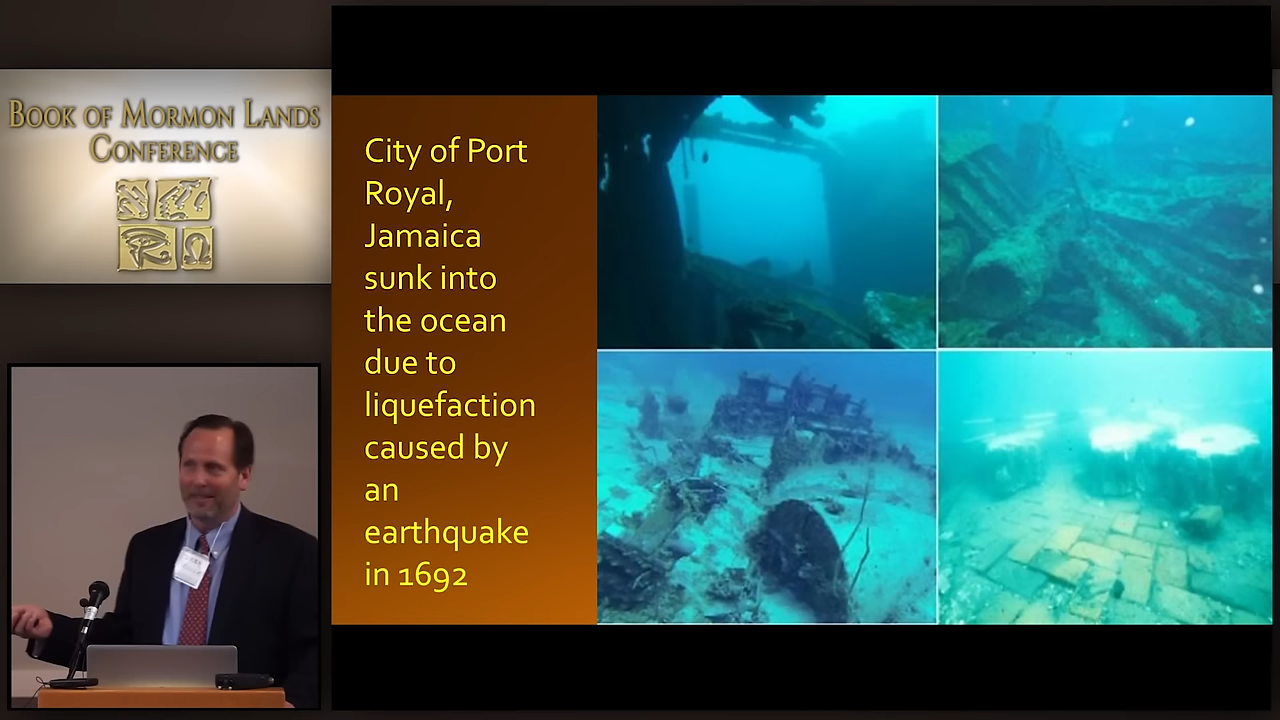 BOOK OF MORMON LANDS
CONFERENCE
City of Port
Royal,
Jamaica
sunk into
the ocean
due to
liquefaction
caused by
an
earthquake
in 1692